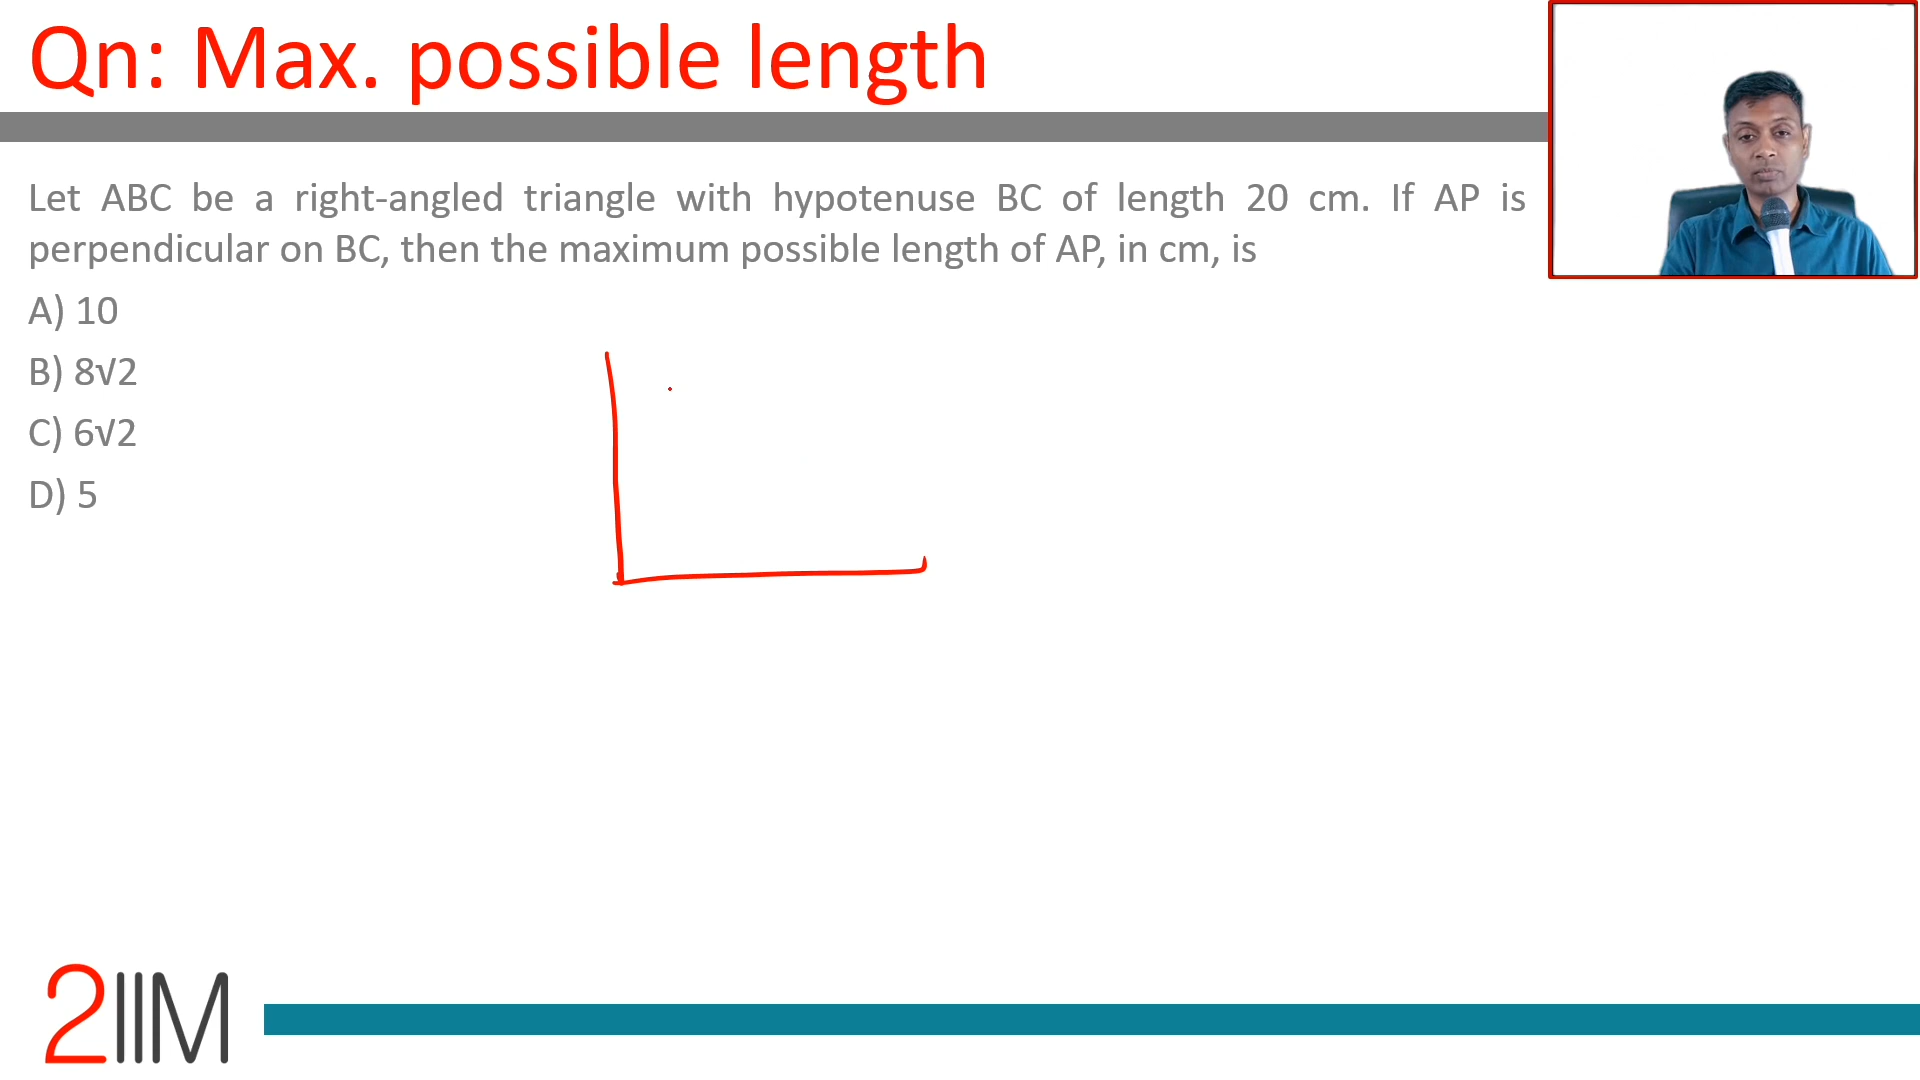 Qn: Max. possible length
Let ABC be a right-angled triangle with hypotenuse BC of length 20 cm. If AP is
perpendicular on BC, then the maximum possible length of AP, in cm, is
A) 10
B) 8√2
C) 6√2
D) 5
2IIM